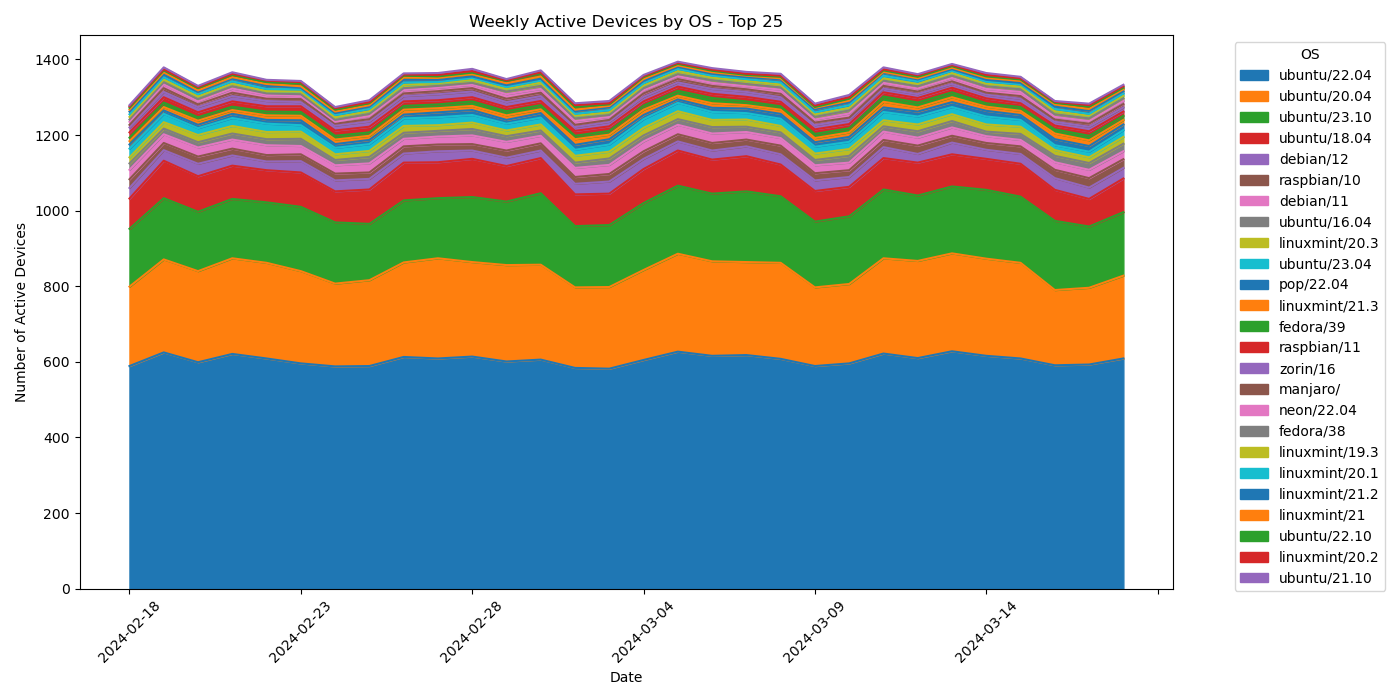 Weekly Active Devices by OS - Top 25
Number of Active Devices
1400
1200
1000
800
600
400
200
0
2024-02-18
2024-02-23
2024-02-28
2024-03-04
2024-03-09
2024-03-14
Date
OS
ubuntu/22.04
ubuntu/20.04
ubuntu/23.10
ubuntu/18.04
debian/12
raspbian/10
debian/11
ubuntu/16.04
linuxmint/20.3
ubuntu/23.04
pop/22.04
linuxmint/21.3
fedora/39
raspbian/11
zorin/16
manjaro/
neon/22.04
fedora/38
linuxmint/19.3
linuxmint/20.1
linuxmint/21.2
linuxmint/21
ubuntu/22.10
linuxmint/20.2
ubuntu/21.10